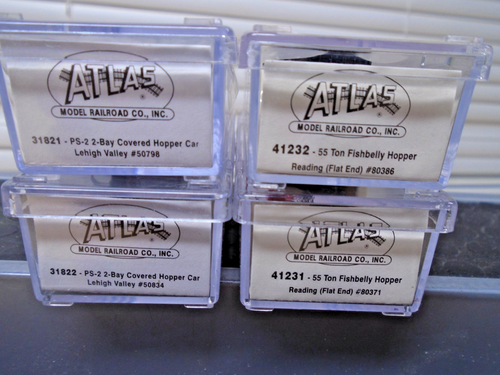 ATLAS
MODEL RAILROAD CO., INC.
31821 - PS-2 2-Bay Covered Hopper Car
Lehigh Valley #50798
ATLAS
MODEL RAILROAD CO., INC.
41232 - 55 Ton Fishbelly Hopper
Reading (Flat End) #80386
ATLAS
MODEL RAILROAD CO., INC.
31822 - PS-2 2-Bay Covered Hopper Car
Lehigh Valley #50834
ATLAS
MODEL RAILROAD CO., INC.
41231 - 55 Ton Fishbelly Hopper
Reading (Flat End) #80371